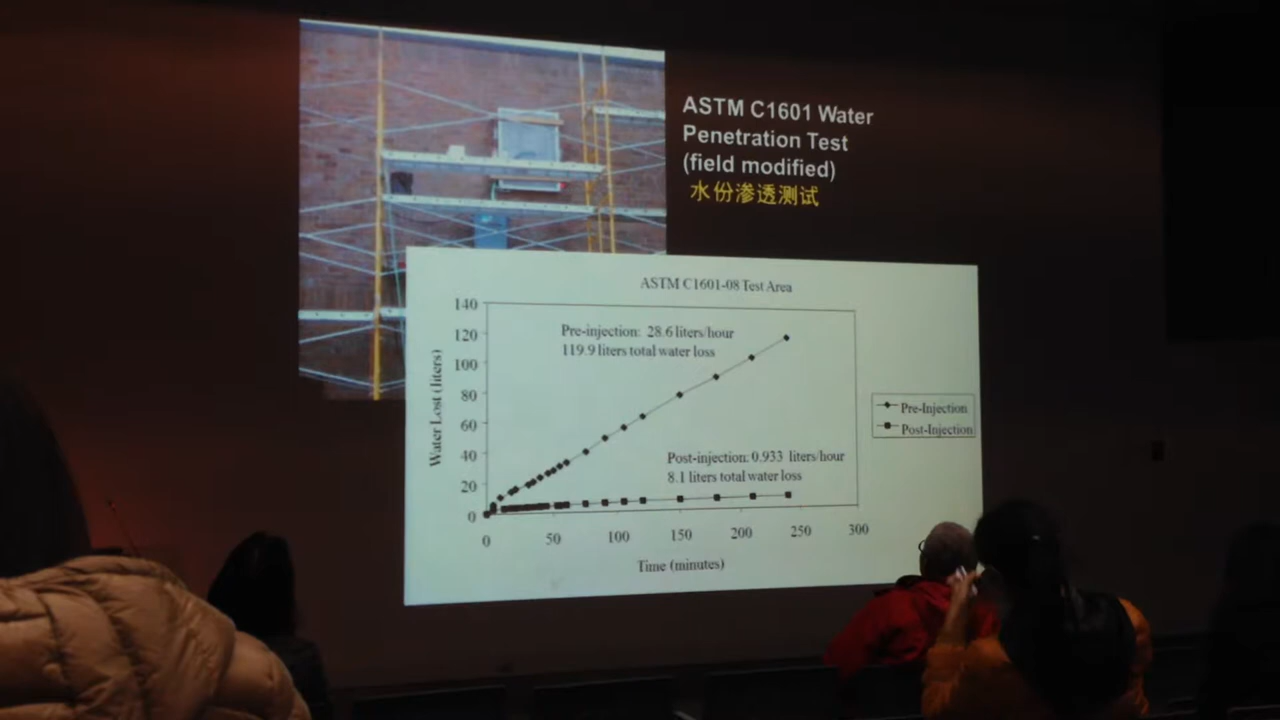 ASTM C1601 Water
Penetration Test
(field modified)
水份渗透测试
ASTM C1601-08 Test Area
Water Lost (liters)
140
120
100
80
60
40
20
0
Pre-injection: 28.6 liters/hour
119.9 liters total water loss
Post-injection: 0.933 liters/hour
8.1 liters total water loss
Pre-Injection
Post-Injection
0 50 100 150 200 250 300
Time (minutes)